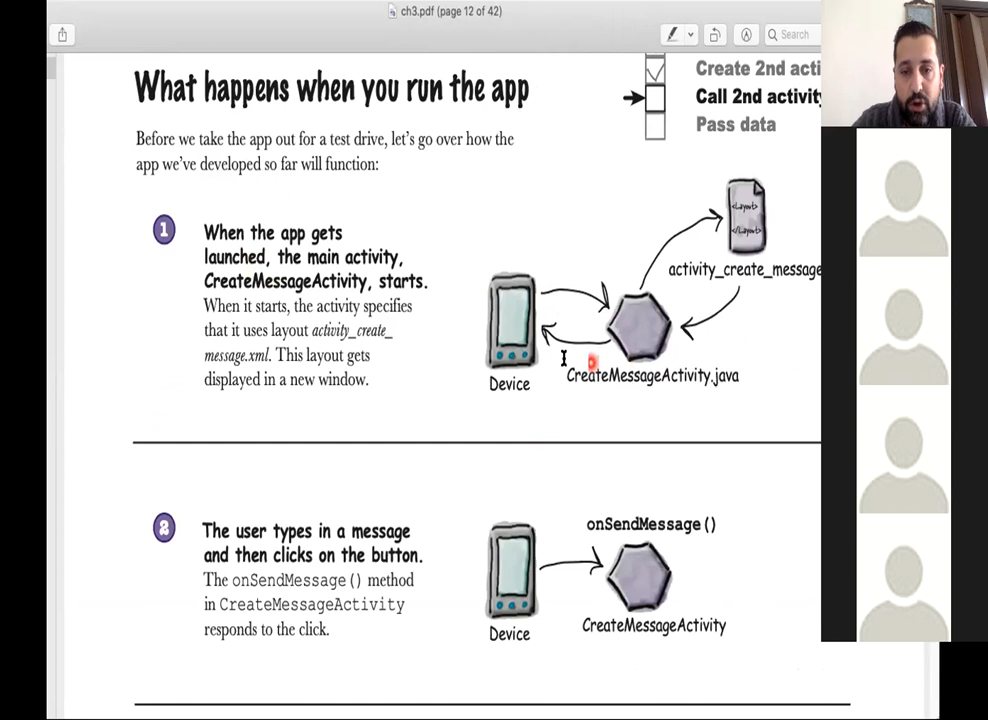 ch3.pdf (page 12 of 42)
Search
What happens when you run the app
Create 2nd acti
Call 2nd activity
Pass data
Before we take the app out for a test drive, let's go over how the
app we've developed so far will function:
1
When the app gets
launched, the main activity,
CreateMessageActivity, starts.
When it starts, the activity specifies
that it uses layout activity_create_
message.xml. This layout gets
displayed in a new window.
<Layout>
</Layout>
activity_create_message
Device
CreateMessageActivity.java
2
The user types in a message
and then clicks on the button.
The onSendMessage() method
in CreateMessageActivity
responds to the click.
onSendMessage()
Device
CreateMessageActivity